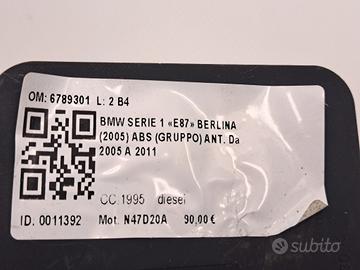 OM: 6789301 L: 2 B4
BMW SERIE 1 «E87» BERLINA
(2005) ABS (GRUPPO) ANT. Da
2005 A 2011
CC.1995 diesel
ID. 0011392 Mot. N47D20A 90,00 €
subito